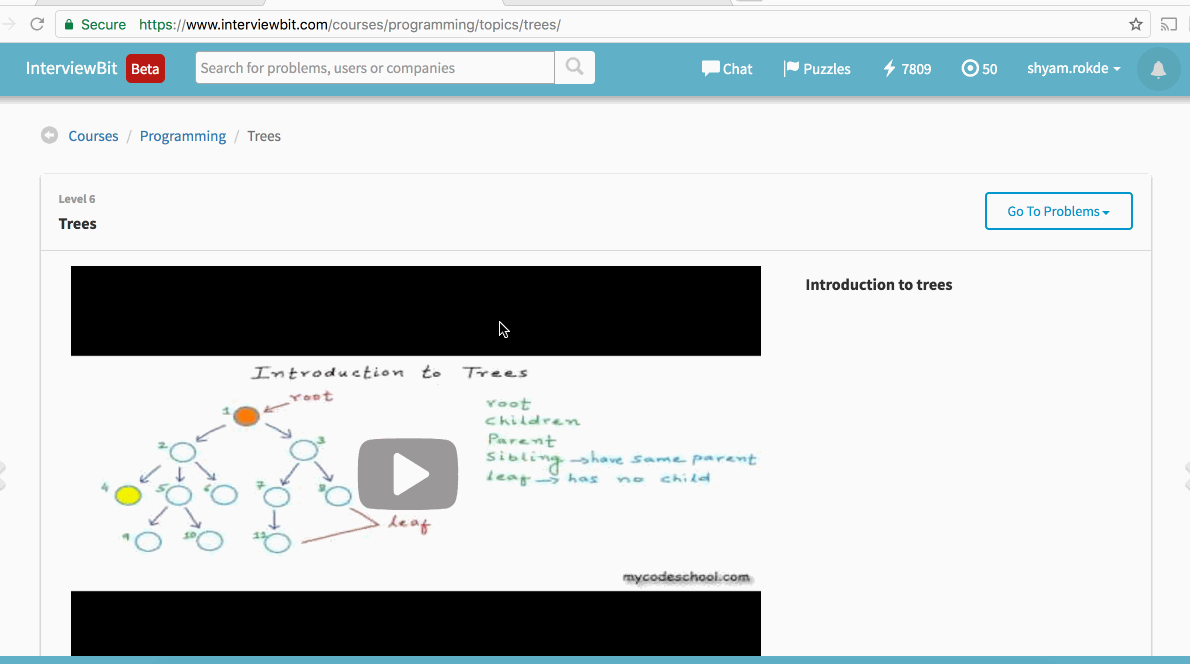 Secure https://www.interviewbit.com/courses/programming/topics/trees/
InterviewBit Beta Search for problems, users or companies Chat Puzzles 7809 50 shyam.rokde
Courses / Programming / Trees
Level 6
Trees
Go To Problems
Introduction to trees
Introduction to Trees
root
1
2 3
4 5 6 7 8
9 10 11
leaf
root
Children
Parent
Sibling → have same parent
leaf → has no child
mycodeschool.com